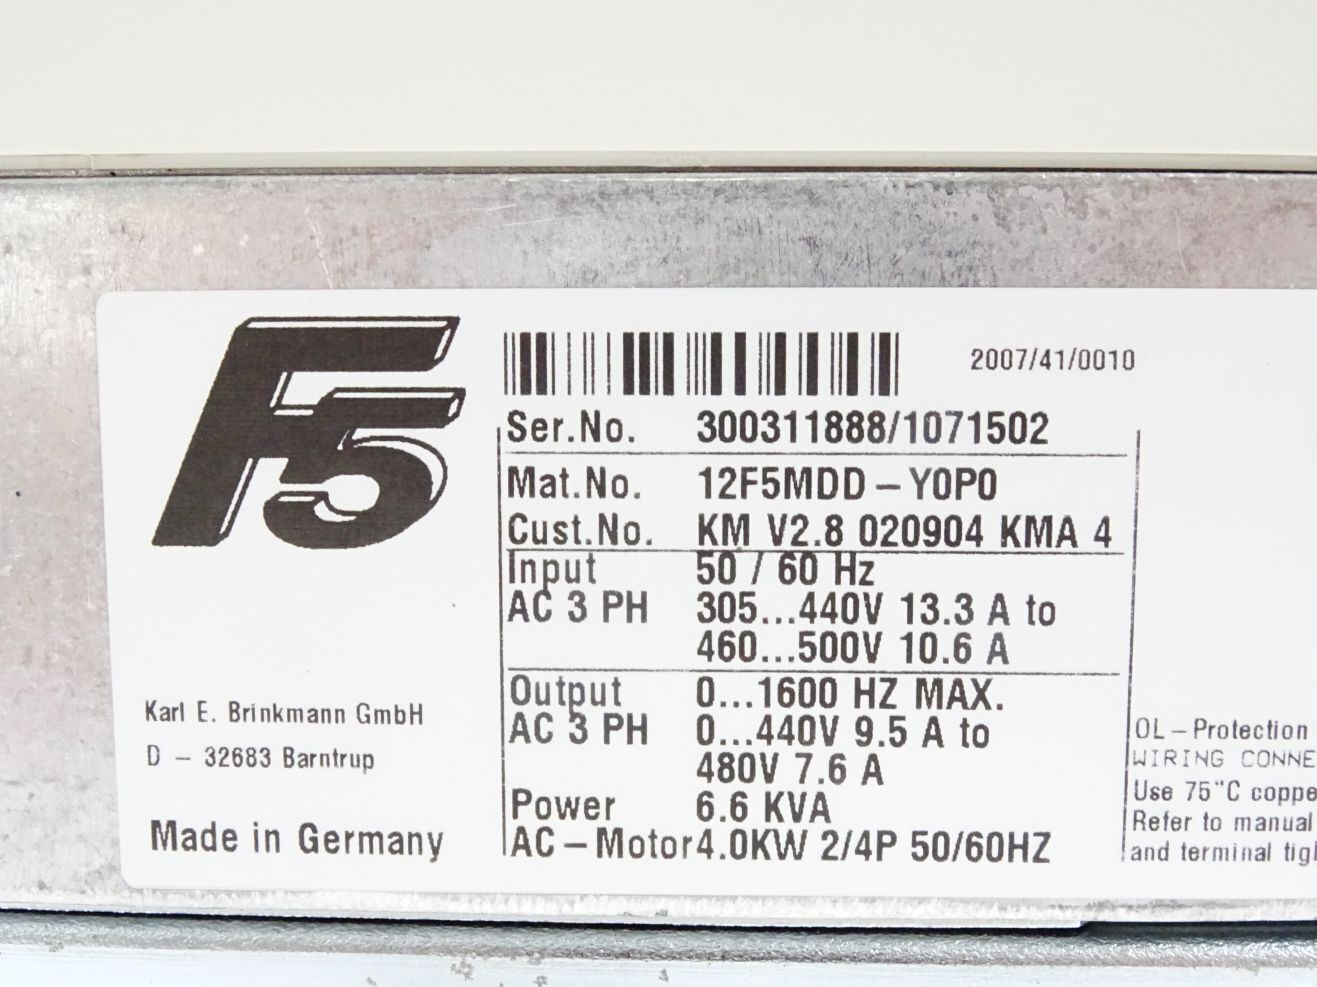 F5
2007/41/0010
Ser.No. 300311888/1071502
Mat.No. 12F5MDD-Y0P0
Cust.No. KM V2.8 020904 KMA 4
Input 50 / 60 Hz
AC 3 PH 305...440V 13.3 A to
460...500V 10.6 A
Output 0...1600 HZ MAX.
AC 3 PH 0...440V 9.5 A to
480V 7.6 A
Power 6.6 KVA
AC-Motor 4.0KW 2/4P 50/60HZ
Karl E. Brinkmann GmbH
D - 32683 Barntrup
Made in Germany
OL-Protection
WIRING CONNE
Use 75"C coppe
Refer to manual
and terminal tigh